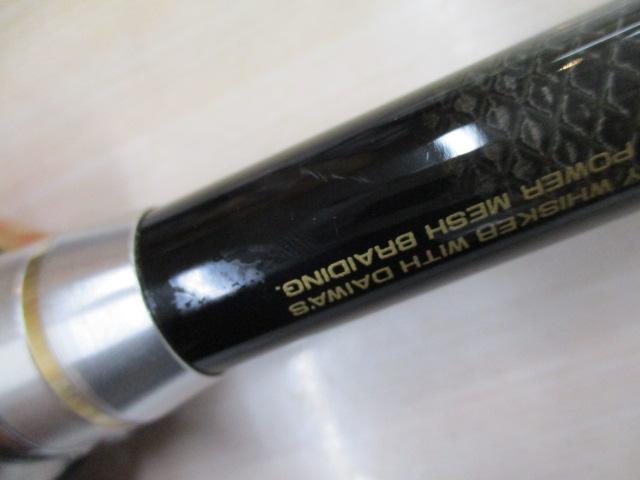 Y WHISKER WITH DAIWA'S
POWER MESH BRAIDING.